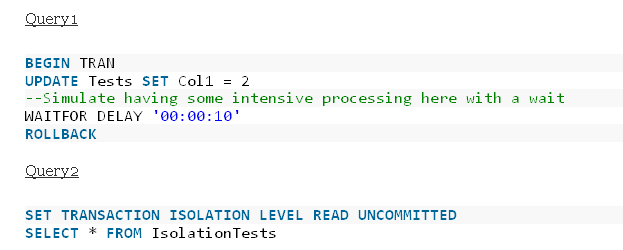 Query1
BEGIN TRAN
UPDATE Tests SET Col1 = 2
--Simulate having some intensive processing here with a wait
WAITFOR DELAY '00:00:10'
ROLLBACK
Query2
SET TRANSACTION ISOLATION LEVEL READ UNCOMMITTED
SELECT * FROM IsolationTests